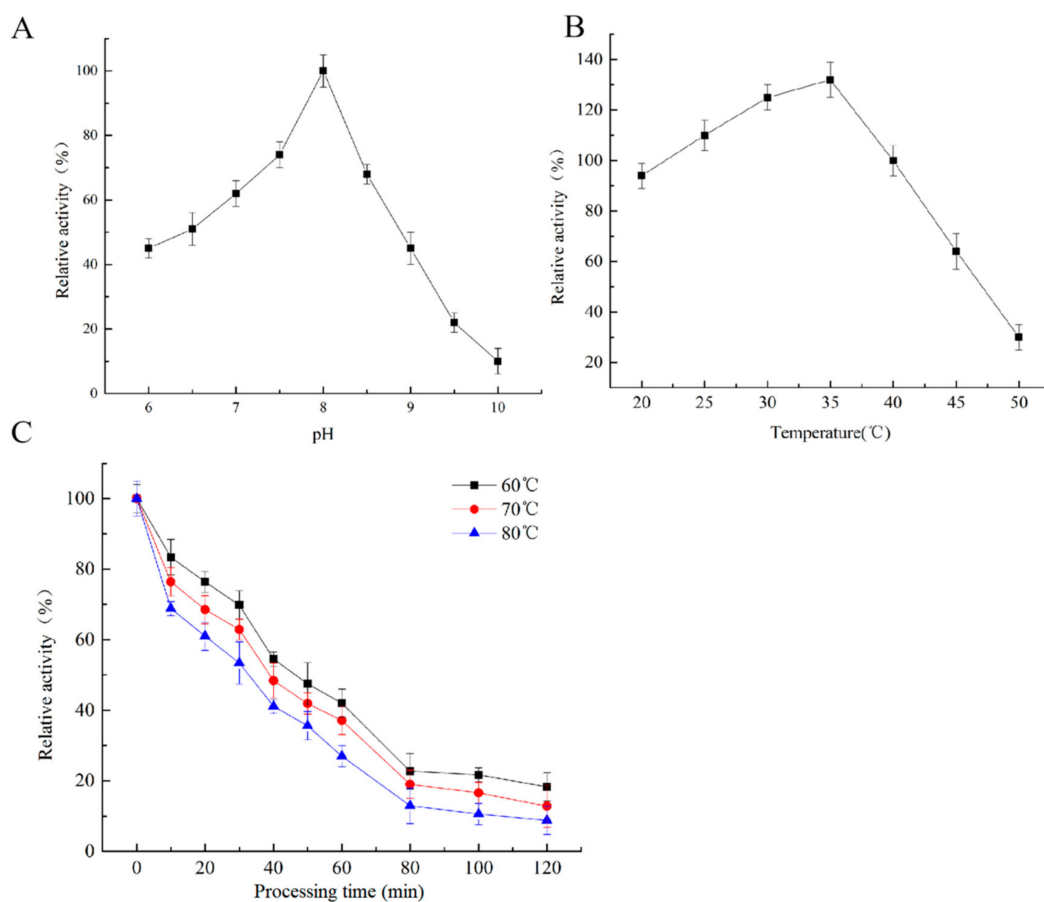 A
Relative activity（%）
100
80
60
40
20
0
6 7 8 9 10
pH
B
Relative activity（%）
140
120
100
80
60
40
20
20 25 30 35 40 45 50
Temperature(℃)
C
60℃
70℃
80℃
Relative activity（%）
100
80
60
40
20
0
0 20 40 60 80 100 120
Processing time (min)